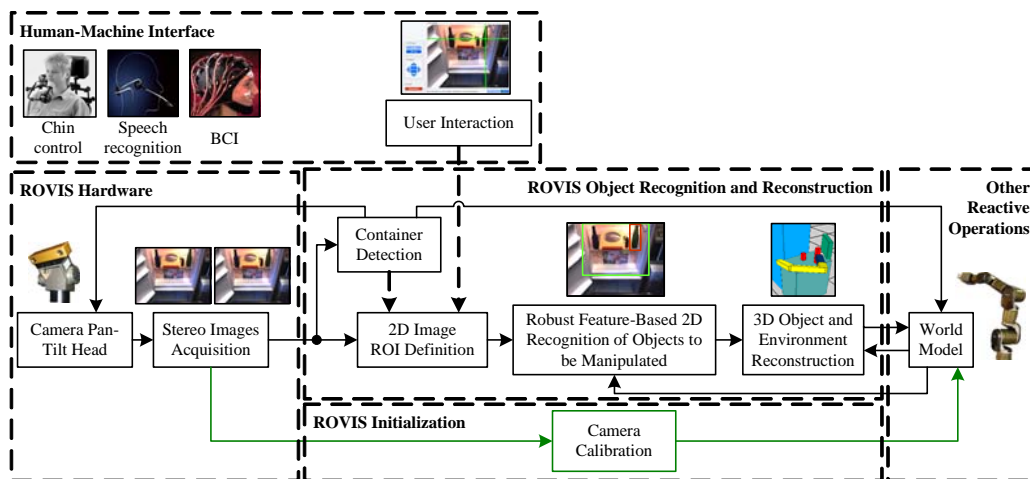 Human-Machine Interface
Chin
control
Speech
recognition
BCI
User Interaction
ROVIS Hardware
ROVIS Object Recognition and Reconstruction
Other
Reactive
Operations
Container
Detection
Camera Pan-
Tilt Head
Stereo Images
Acquisition
2D Image
ROI Definition
Robust Feature-Based 2D
Recognition of Objects to
be Manipulated
3D Object and
Environment
Reconstruction
World
Model
ROVIS Initialization
Camera
Calibration